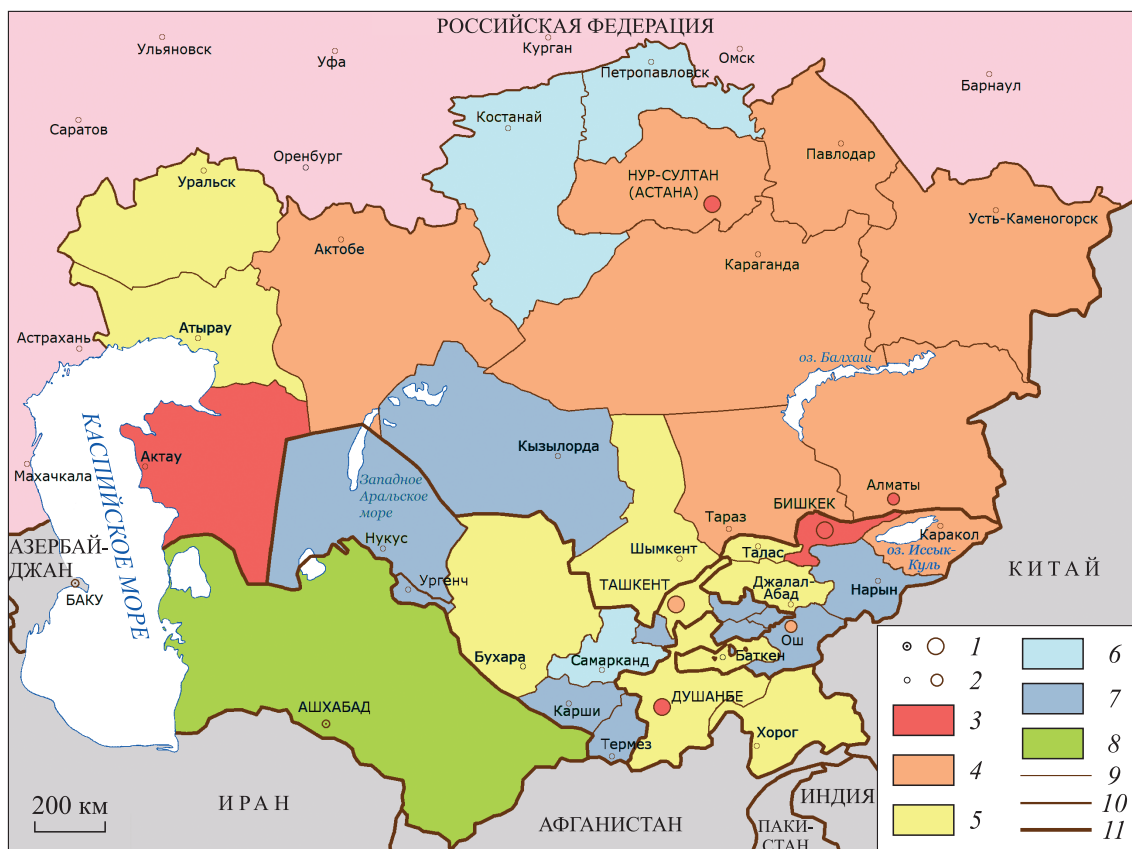 РОССИЙСКАЯ ФЕДЕРАЦИЯ
Ульяновск
Уфа
Курган
Омск
Петропавловск
Барнаул
Саратов
Костанай
Оренбург
Павлодар
Уральск
НУР-СУЛТАН
(АСТАНА)
Усть-Каменогорск
Актобе
Караганда
Астрахань
Атырау
оз. Балхаш
КАСПИЙСКОЕ МОРЕ
Актау
Махачкала
Кызылорда
Западное
Аральское
море
Алматы
БИШКЕК
Тараз
Каракол
оз. Иссык-
Куль
АЗЕРБАЙ-
ДЖАН
БАКУ
Нукус
Ургенч
Шымкент
Талас
ТАШКЕНТ
Джалал-
Абад
Нарын
КИТАЙ
Ош
Баткен
Бухара
Самарканд
Карши
ДУШАНБЕ
АШХАБАД
Термез
Хорог
200 км
ИРАН
АФГАНИСТАН
ПАКИ-
СТАН
ИНДИЯ
1
2
3
4
5
6
7
8
9
10
11